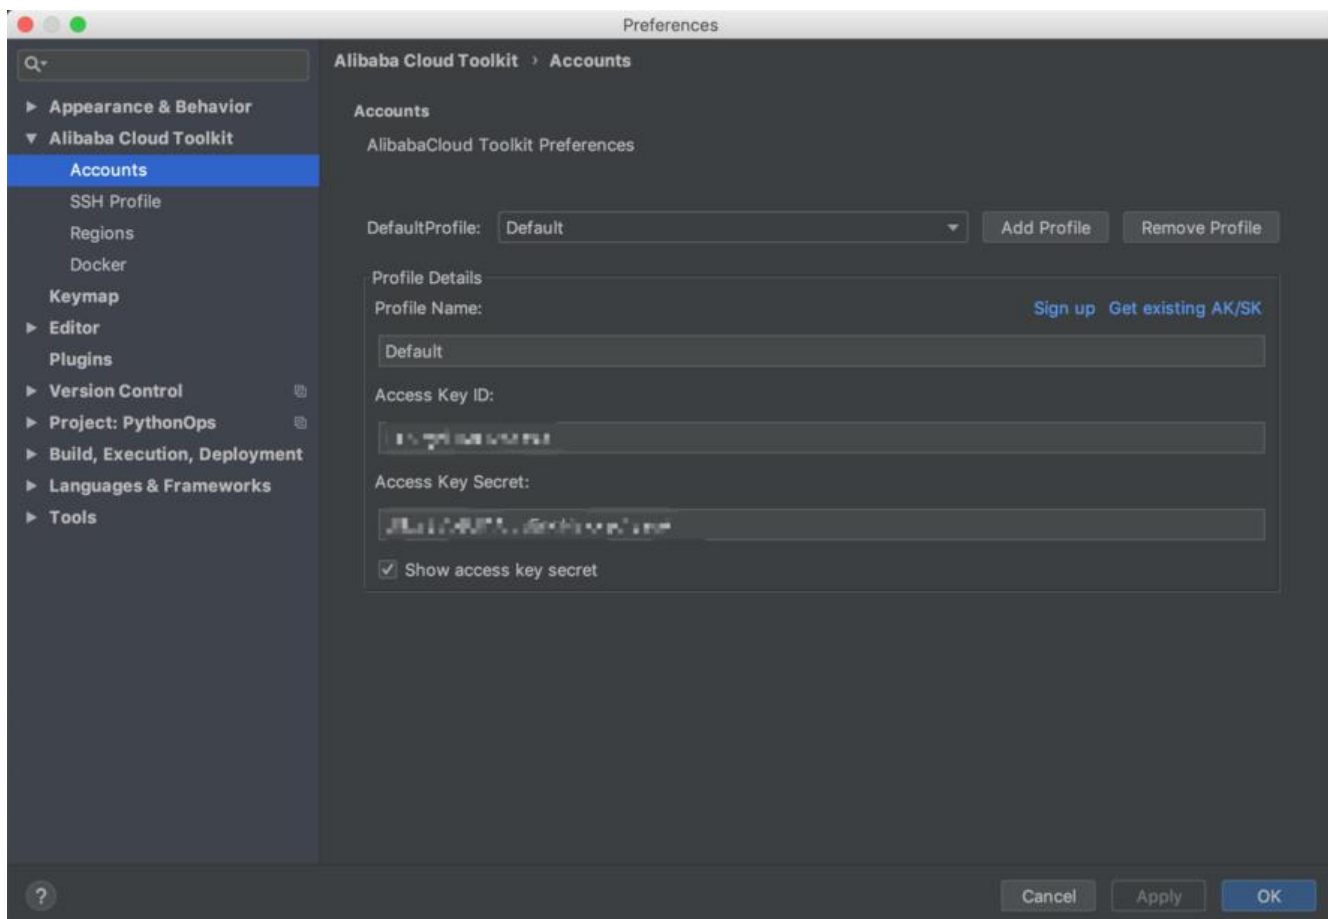 Preferences
Alibaba Cloud Toolkit › Accounts
Appearance & Behavior
Alibaba Cloud Toolkit
Accounts
SSH Profile
Regions
Docker
Keymap
Editor
Plugins
Version Control
Project: PythonOps
Build, Execution, Deployment
Languages & Frameworks
Tools
Accounts
AlibabaCloud Toolkit Preferences
DefaultProfile: Default Add Profile Remove Profile
Profile Details
Profile Name: Sign up Get existing AK/SK
Default
Access Key ID:
Access Key Secret:
Show access key secret
? Cancel Apply OK